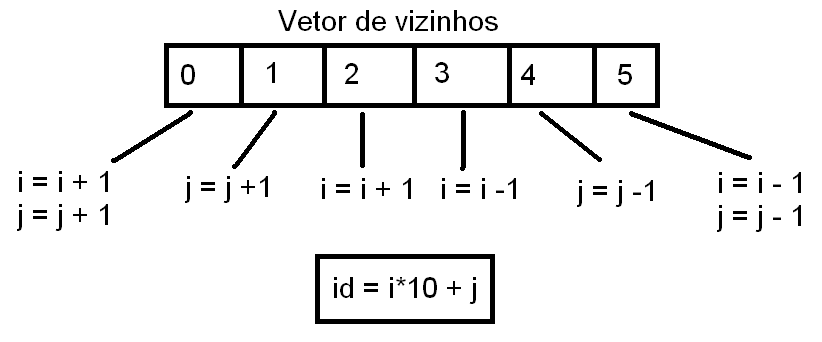 Vetor de vizinhos
0 1 2 3 4 5
i = i + 1
j = j + 1
j = j +1
i = i + 1
i = i -1
j = j -1
i = i - 1
j = j - 1
id = i*10 + j